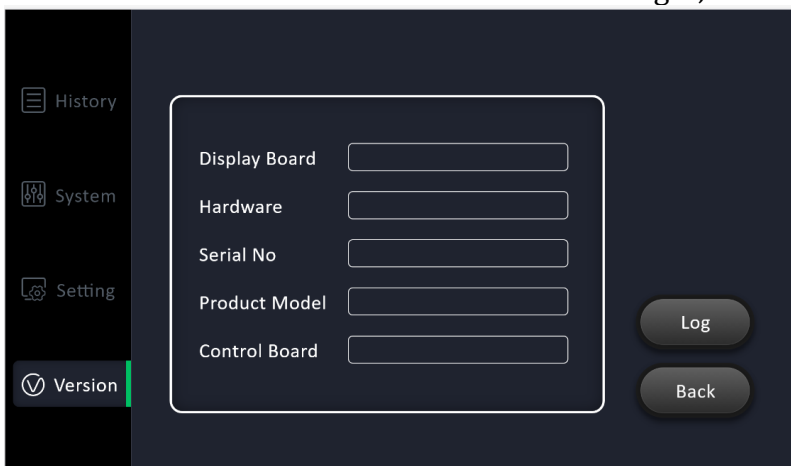 History
System
Setting
Version
Display Board
Hardware
Serial No
Product Model
Control Board
Log
Back